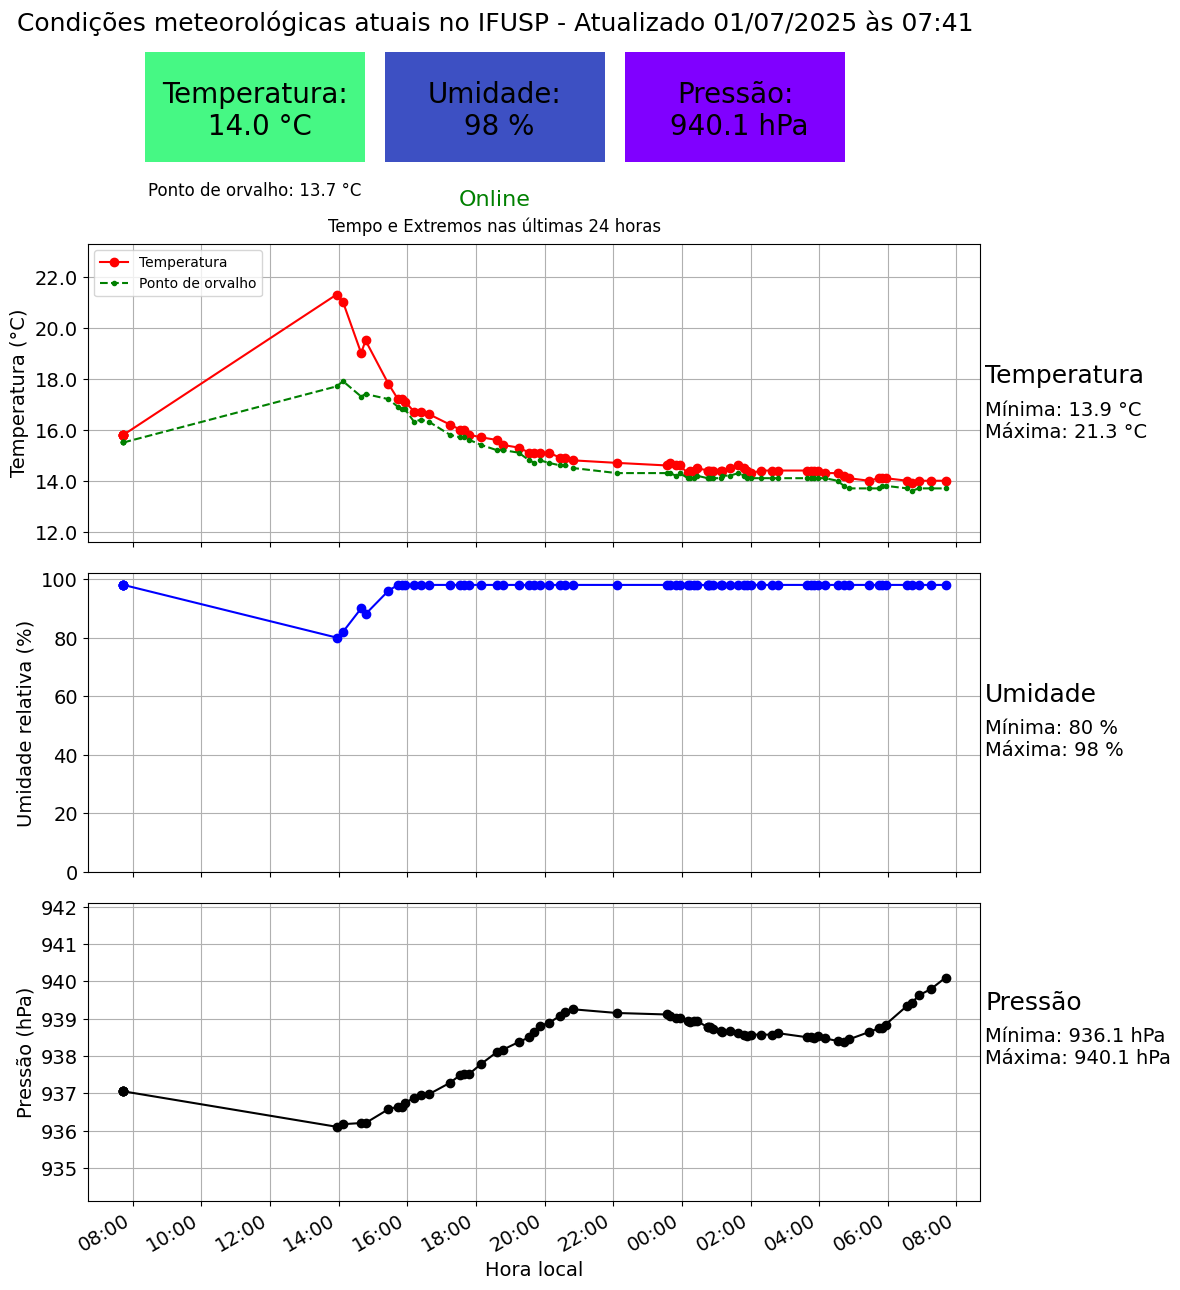 Condições meteorológicas atuais no IFUSP - Atualizado 01/07/2025 às 07:41
Temperatura:
14.0 °C
Umidade:
98 %
Pressão:
940.1 hPa
Ponto de orvalho: 13.7 °C
Online
Tempo e Extremos nas últimas 24 horas
Temperatura
Ponto de orvalho
Temperatura (°C)
22.0
20.0
18.0
16.0
14.0
12.0
Temperatura
Mínima: 13.9 °C
Máxima: 21.3 °C
Umidade relativa (%)
100
80
60
40
20
0
Umidade
Mínima: 80 %
Máxima: 98 %
Pressão (hPa)
942
941
940
939
938
937
936
935
Pressão
Mínima: 936.1 hPa
Máxima: 940.1 hPa
08:00 10:00 12:00 14:00 16:00 18:00 20:00 22:00 00:00 02:00 04:00 06:00 08:00
Hora local